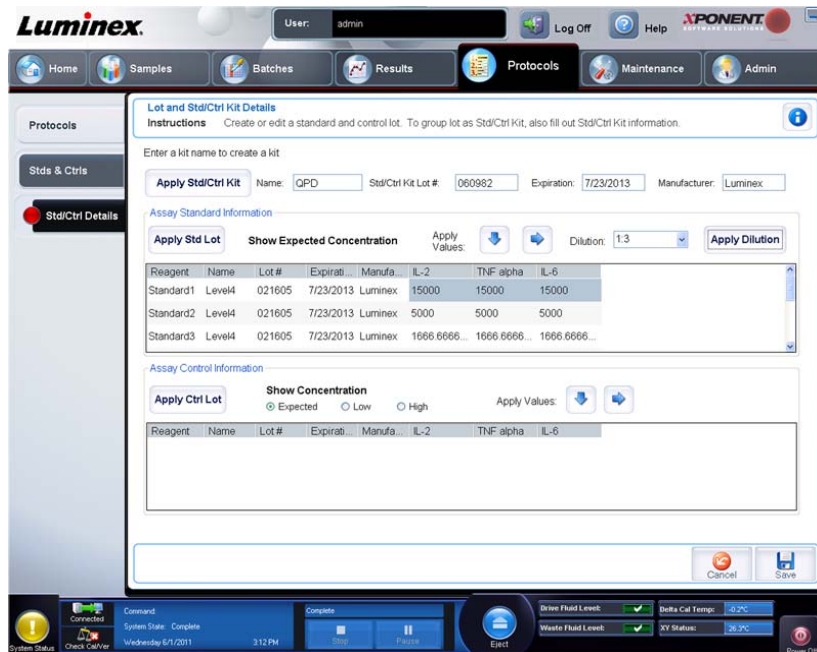 Luminex.
User: admin
Log Off Help xPONENT
SOFTWARE SOLUTIONS
Home Samples Batches Results Protocols Maintenance Admin
Protocols
Stds & Ctrls
Std/Ctrl Details
Lot and Std/Ctrl Kit Details
Instructions Create or edit a standard and control lot. To group lot as Std/Ctrl Kit, also fill out Std/Ctrl Kit information.
Enter a kit name to create a kit
Apply Std/Ctrl Kit Name: QPD Std/Ctrl Kit Lot #: 060982 Expiration: 7/23/2013 Manufacturer: Luminex
Assay Standard Information
Apply Std Lot Show Expected Concentration Apply Values: Dilution: 1:3 Apply Dilution
Reagent Name Lot # Expirati... Manufa... IL-2 TNF alpha IL-6
Standard1 Level4 021605 7/23/2013 Luminex 15000 15000 15000
Standard2 Level4 021605 7/23/2013 Luminex 5000 5000 5000
Standard3 Level4 021605 7/23/2013 Luminex 1666.6666... 1666.6666... 1666.6666...
Assay Control Information
Apply Ctrl Lot Show Concentration Apply Values:
Expected Low High
Reagent Name Lot # Expirati... Manufa... IL-2 TNF alpha IL-6
Cancel Save
System Status
Connected
Check Cal/Ver
Command:
System State: Complete
Wednesday 6/1/2011 3:12 PM
Complete
Stop Pause
Eject
Drive Fluid Level: Delta Cal Temp: -0.2°C
Waste Fluid Level: XY Status: 26.3°C
Power Off